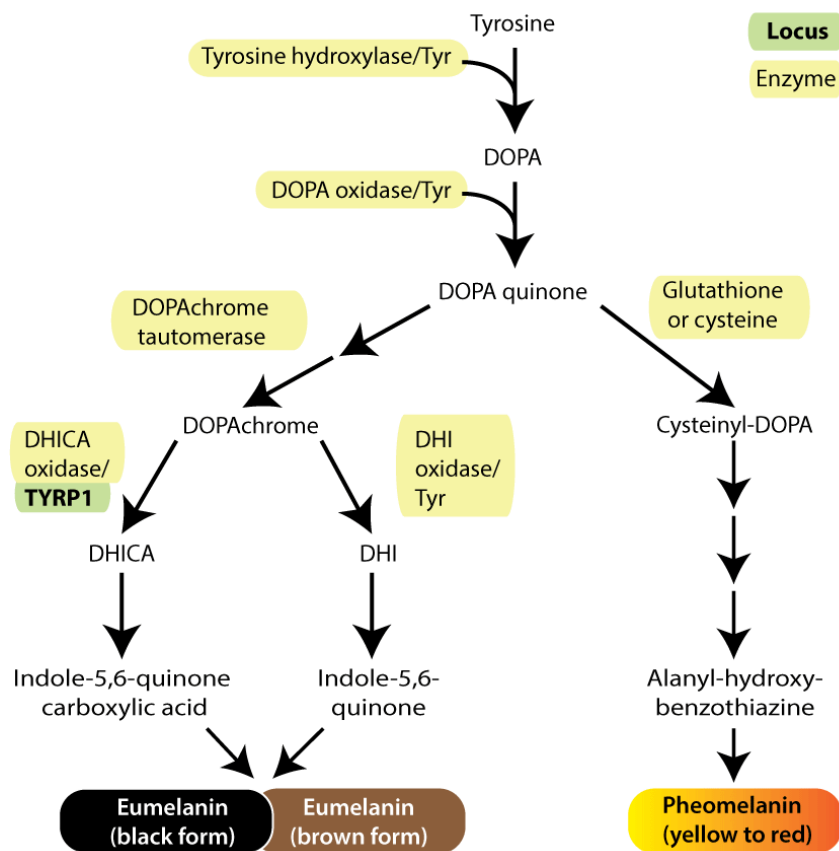 Tyrosine
Locus
Tyrosine hydroxylase/Tyr
Enzyme
DOPA
DOPA oxidase/Tyr
DOPA quinone
Glutathione
or cysteine
DOPAchrome
tautomerase
DOPAchrome
Cysteinyl-DOPA
DHICA
oxidase/
TYRP1
DHI
oxidase/
Tyr
DHICA
DHI
Indole-5,6-quinone
carboxylic acid
Indole-5,6-
quinone
Alanyl-hydroxy-
benzothiazine
Eumelanin
(black form)
Eumelanin
(brown form)
Pheomelanin
(yellow to red)